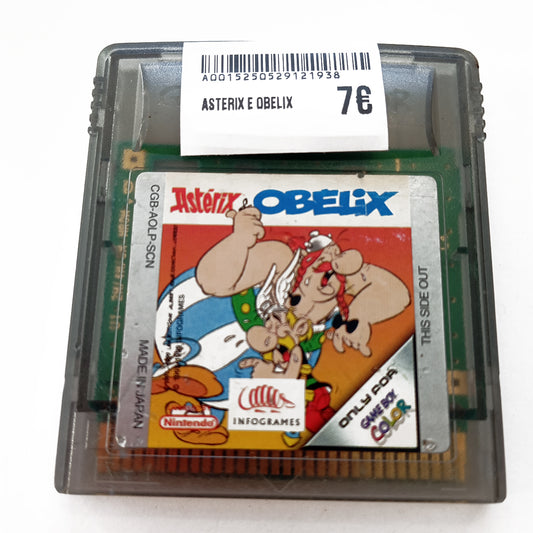 A0015250529121938
ASTERIX E OBELIX
7€
Astérix & OBELIX
CGB-AOLP-SCN
MADE IN JAPAN
THIS SIDE OUT
Nintendo
INFOGRAMES
ONLY FOR
GAME BOY
COLOR